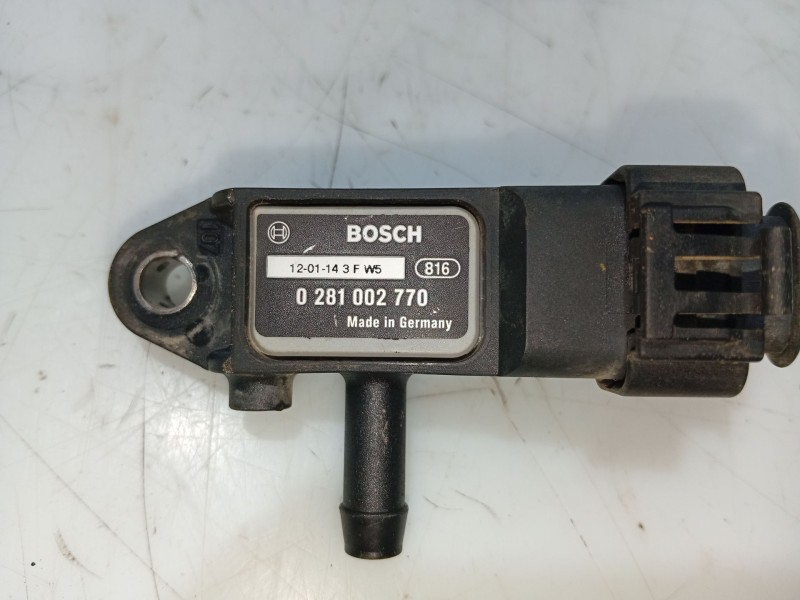 BOSCH
12-01-14 3 F W5 816
0 281 002 770
Made in Germany